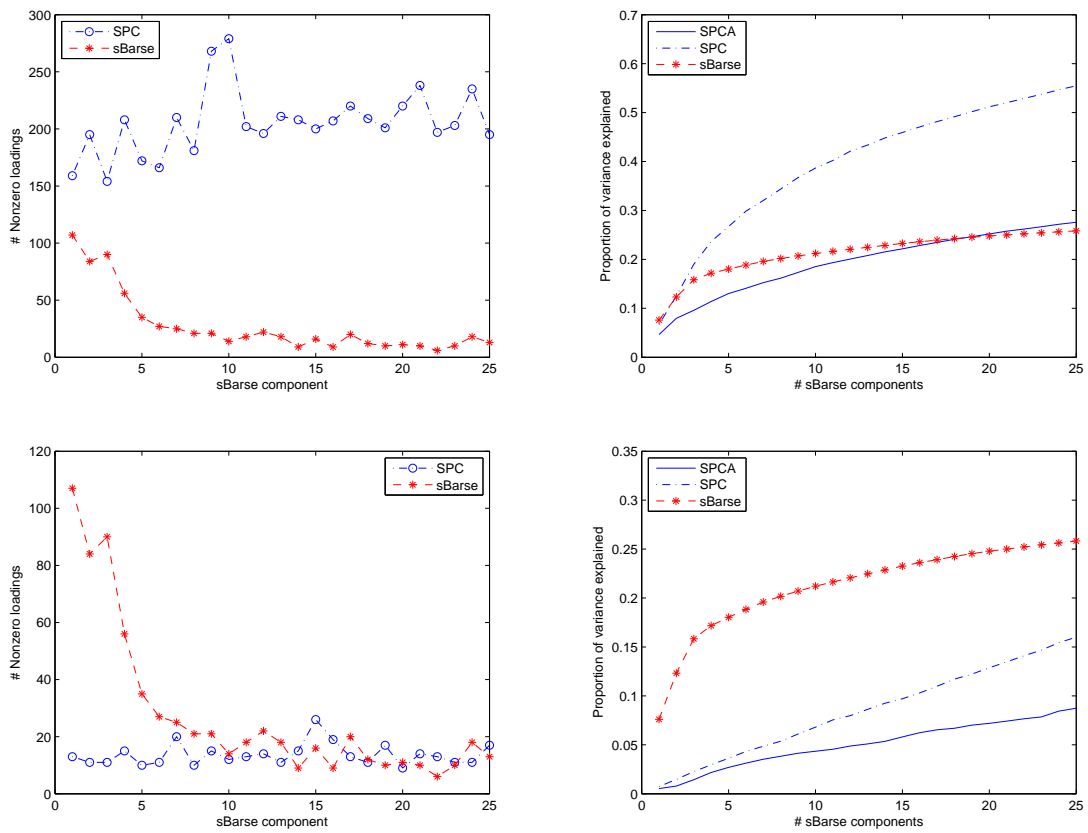 300
250
200
150
100
50
0
0 5 10 15 20 25
# Nonzero loadings
sBarse component
SPC
sBarse
0.7
0.6
0.5
0.4
0.3
0.2
0.1
0
0 5 10 15 20 25
Proportion of variance explained
# sBarse components
SPCA
SPC
sBarse
120
100
80
60
40
20
0
0 5 10 15 20 25
# Nonzero loadings
sBarse component
SPC
sBarse
0.35
0.3
0.25
0.2
0.15
0.1
0.05
0
0 5 10 15 20 25
Proportion of variance explained
# sBarse components
SPCA
SPC
sBarse